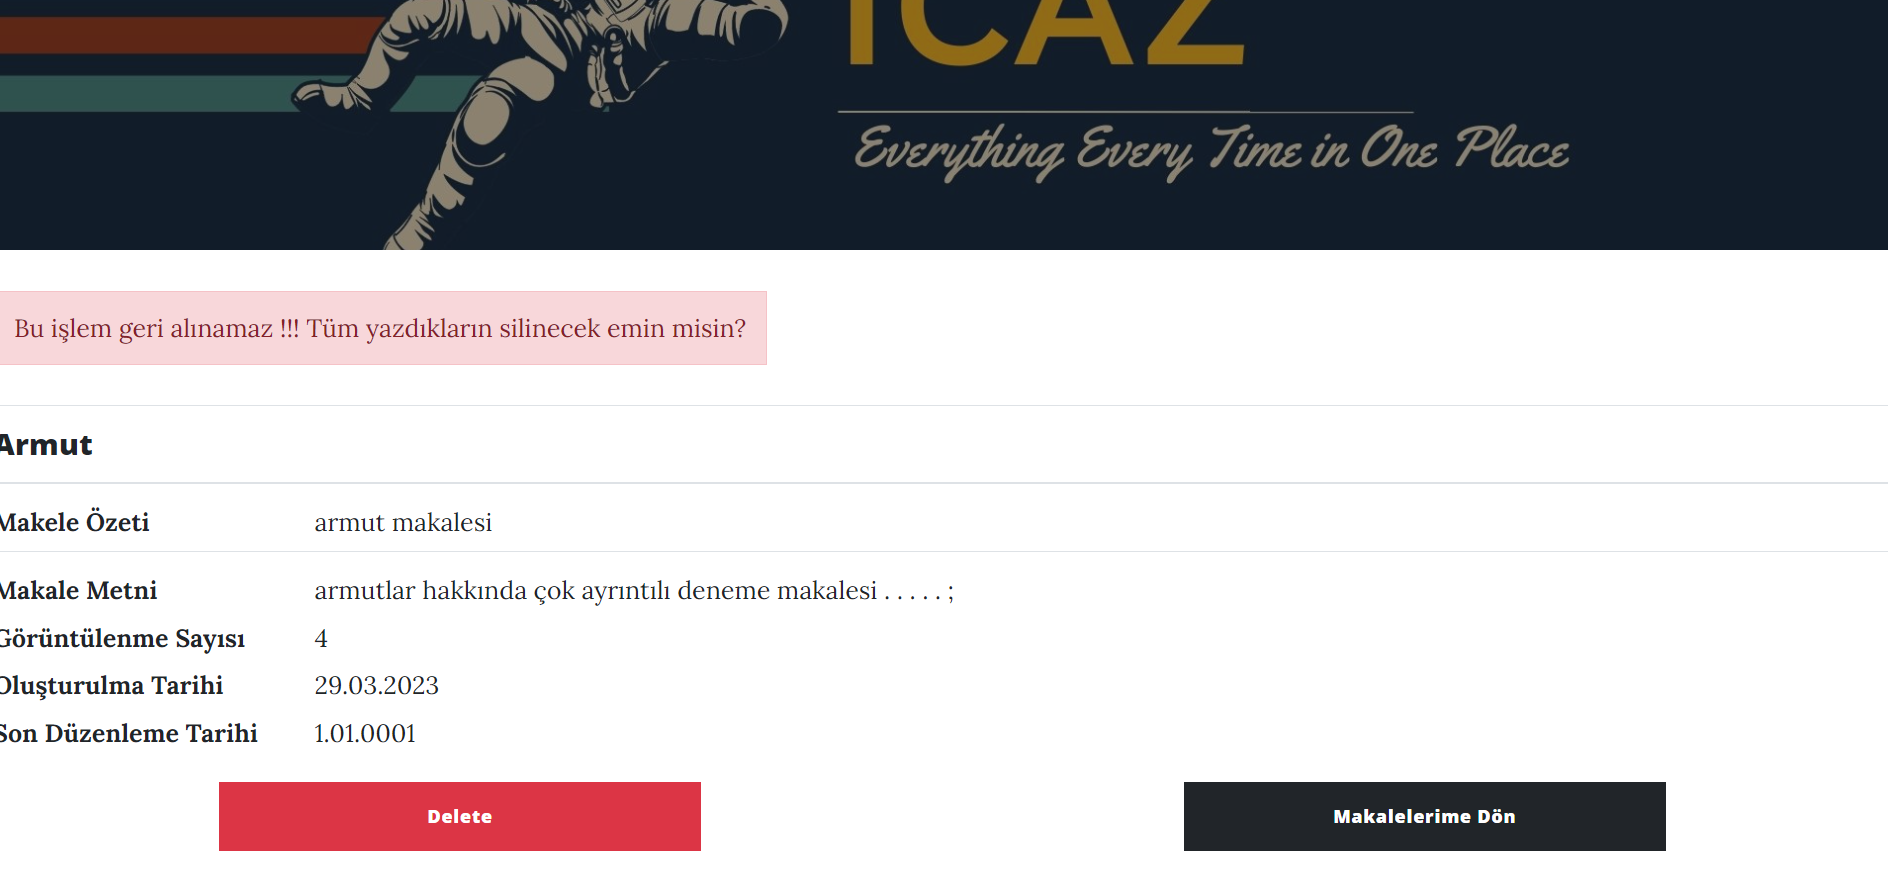 ICAZ
Everything Every Time in One Place
Bu işlem geri alınamaz !!! Tüm yazdıkların silinecek emin misin?
Armut
Makele Özeti armut makalesi
Makale Metni armutlar hakkında çok ayrıntılı deneme makalesi . . . . . ;
Görüntülenme Sayısı 4
Oluşturulma Tarihi 29.03.2023
Son Düzenleme Tarihi 1.01.0001
Delete Makalelerime Dön